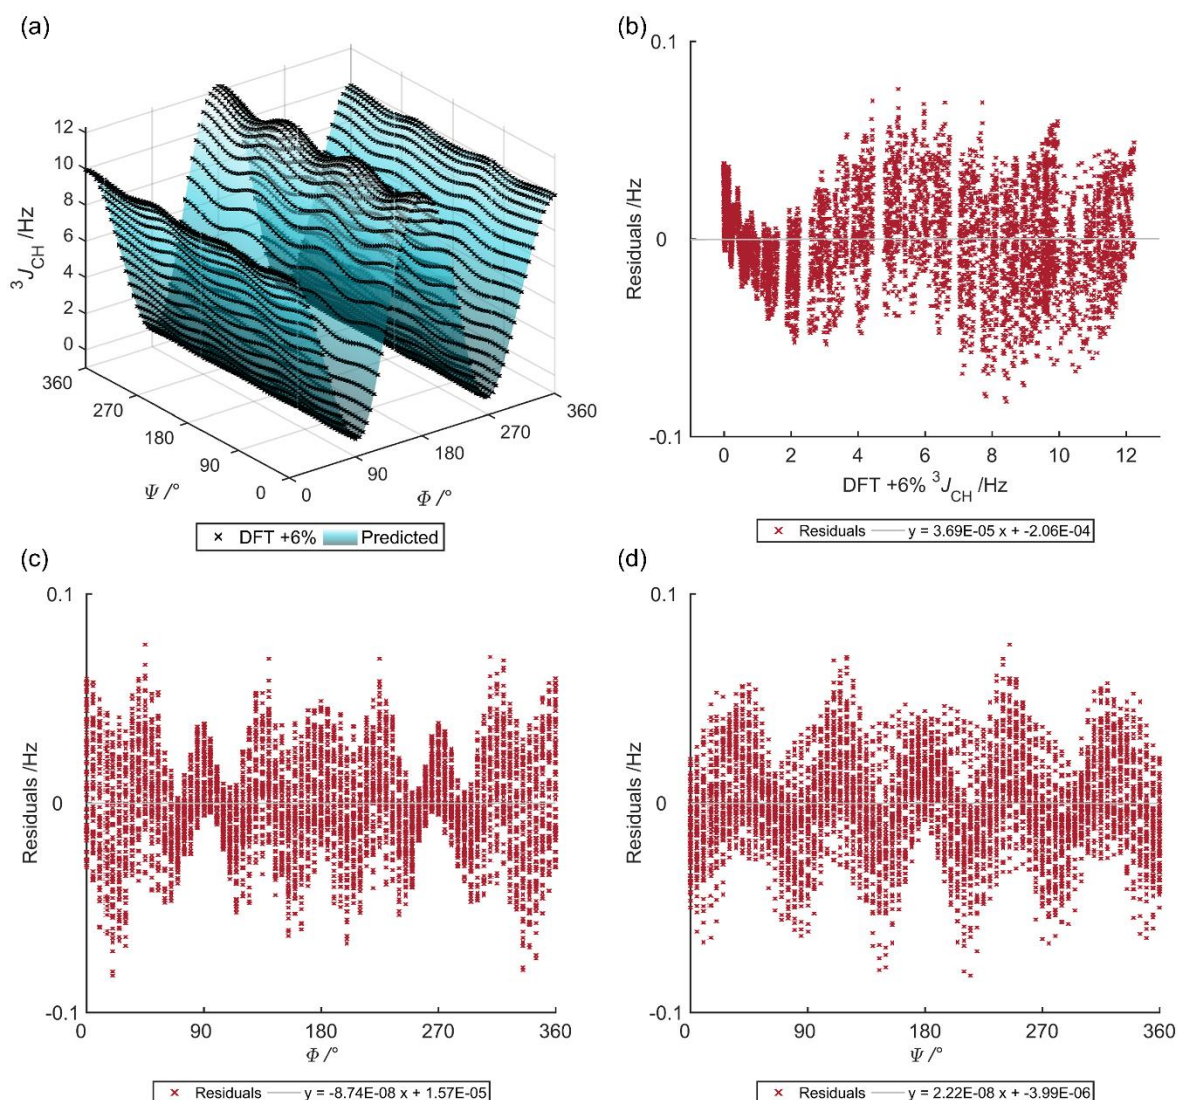 (a)
12
10
8
6
4
2
0
³J_CH /Hz
360
270
180
90
0
Ψ /°
0
90
180
270
360
Φ /°
× DFT +6% Predicted
(b)
0.1
0
-0.1
Residuals /Hz
0 2 4 6 8 10 12
DFT +6% ³J_CH /Hz
× Residuals y = 3.69E-05 x + -2.06E-04
(c)
0.1
0
-0.1
Residuals /Hz
0 90 180 270 360
Φ /°
× Residuals y = -8.74E-08 x + 1.57E-05
(d)
0.1
0
-0.1
Residuals /Hz
0 90 180 270 360
Ψ /°
× Residuals y = 2.22E-08 x + -3.99E-06